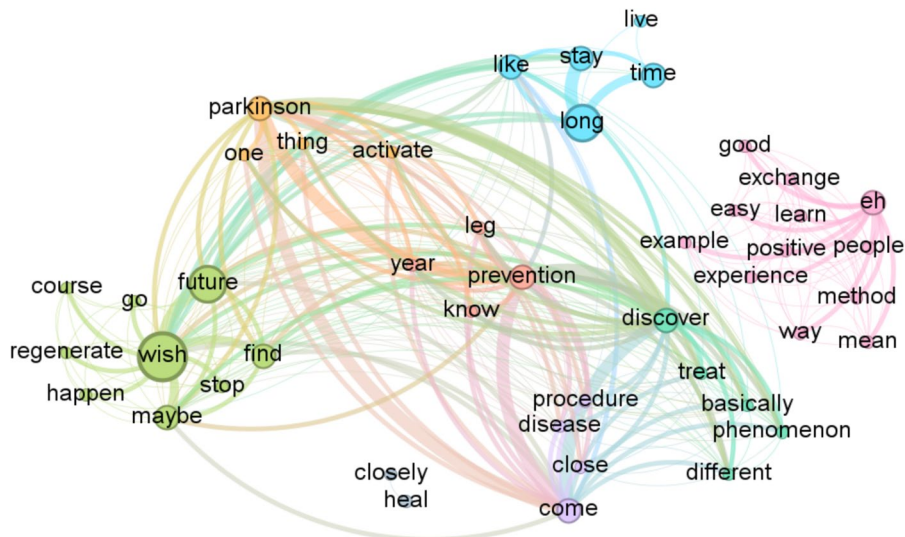 live
like
stay
time
parkinson
long
one
thing
activate
good
exchange
easy
learn
eh
leg
example
positive
people
year
prevention
experience
course
future
go
know
method
discover
way
mean
regenerate
wish
find
treat
happen
stop
procedure
basically
maybe
disease
phenomenon
closely
close
different
heal
come